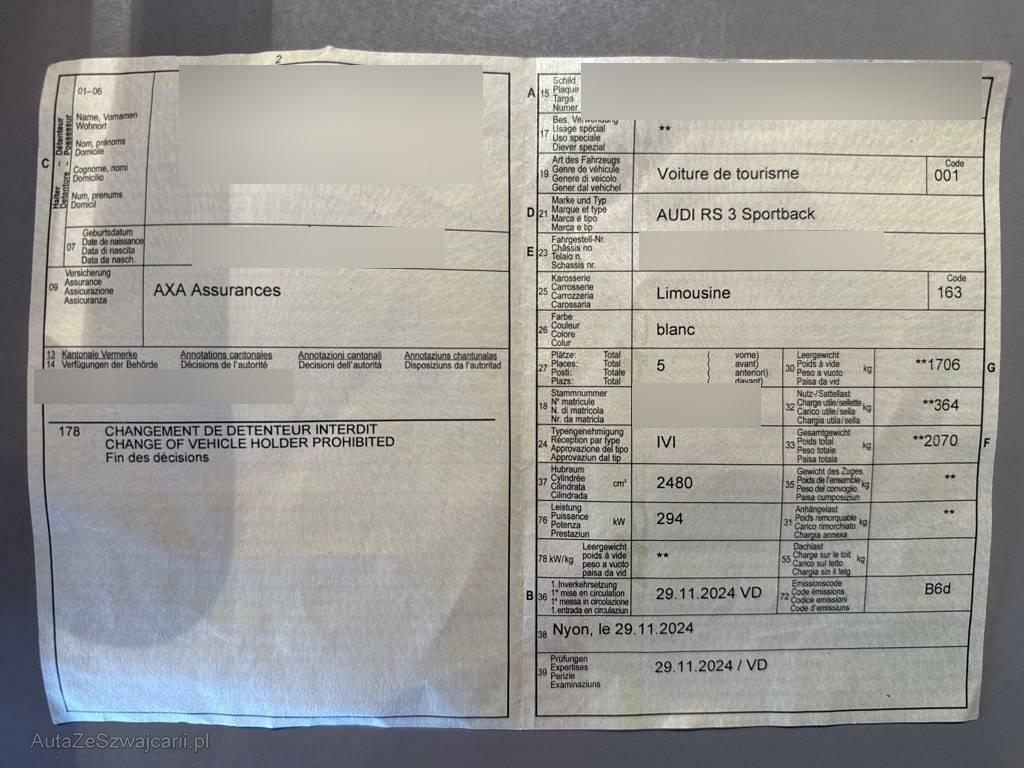 2
01–06
Halter – Détenteur
Detentore – Possessur
C
Name, Vornamen
Wohnort
Nom, prénoms
Domicile
Cognome, nomi
Domicilio
Num, prenums
Domicil
07
Geburtsdatum
Date de naissance
Data di nascita
Data da nasch.
09
Versicherung
Assurance
Assicurazione
Assicuranza
AXA Assurances
13 Kantonale Vermerke Annotations cantonales Annotazioni cantonali Annotaziuns chantunalas
14 Verfügungen der Behörde Décisions de l'autorité Decisioni dell'autorità Disposiziuns da l'autoritad
178 CHANGEMENT DE DETENTEUR INTERDIT
CHANGE OF VEHICLE HOLDER PROHIBITED
Fin des décisions
A 15
Schild
Plaque
Targa
Numer
17
Bes.
Usage spécial
Uso speciale
Diever spezial
**
19
Art des Fahrzeugs
Genre de véhicule
Genere di veicolo
Gener dal vehichel
Voiture de tourisme
Code
001
D 21
Marke und Typ
Marque et type
Marca e tipo
Marca e tip
AUDI RS 3 Sportback
E 23
Fahrgestell-Nr.
Châssis no
Telaio n.
Schassis nr.
25
Karosserie
Carrosserie
Carrozzeria
Carossaria
Limousine
Code
163
26
Farbe
Couleur
Colore
Colur
blanc
27
Plätze: Total
Places: Total
Posti: Totale
Plazs: Total
5
( vorne)
( avant)
( anteriori)
( davant)
30
Leergewicht
Poids à vide
Peso a vuoto
Paisa da vid
kg
**1706
G
18
Stammnummer
N° matricule
N. di matricola
Nr. da matricla
32
Nutz-/Sattellast
Charge utile/sellette
Carico utile/sella
Chargia utila/sella
kg
**364
24
Typengenehmigung
Réception par type
Approvazione del tipo
Approvaziun dal tip
IVI
33
Gesamtgewicht
Poids total
Peso totale
Paisa totala
kg
**2070
F
37
Hubraum
Cylindrée
Cilindrata
Cilindrada
cm³
2480
35
Gewicht des Zuges
Poids de l'ensemble
Peso del convoglio
Paisa cumposiziun
kg
**
76
Leistung
Puissance
Potenza
Prestaziun
kW
294
31
Anhängelast
Poids remorquable
Carico rimorchiato
Chargia annexa
kg
**
78 kW/kg
Leergewicht
poids à vide
peso a vuoto
paisa da vid
**
55
Dachlast
Charge sur le toit
Carico sul tetto
Chargia sin il tetg
kg
B 36
1. Inverkehrsetzung
1re mise en circulation
1a messa in circolazione
1. entrada en circulaziun
29.11.2024 VD
72
Emissionscode
Code émissions
Codice emissioni
Code d'emissiuns
B6d
38
Nyon, le 29.11.2024
39
Prüfungen
Expertises
Perizie
Examinaziuns
29.11.2024 / VD
AutaZeSzwajcarii.pl